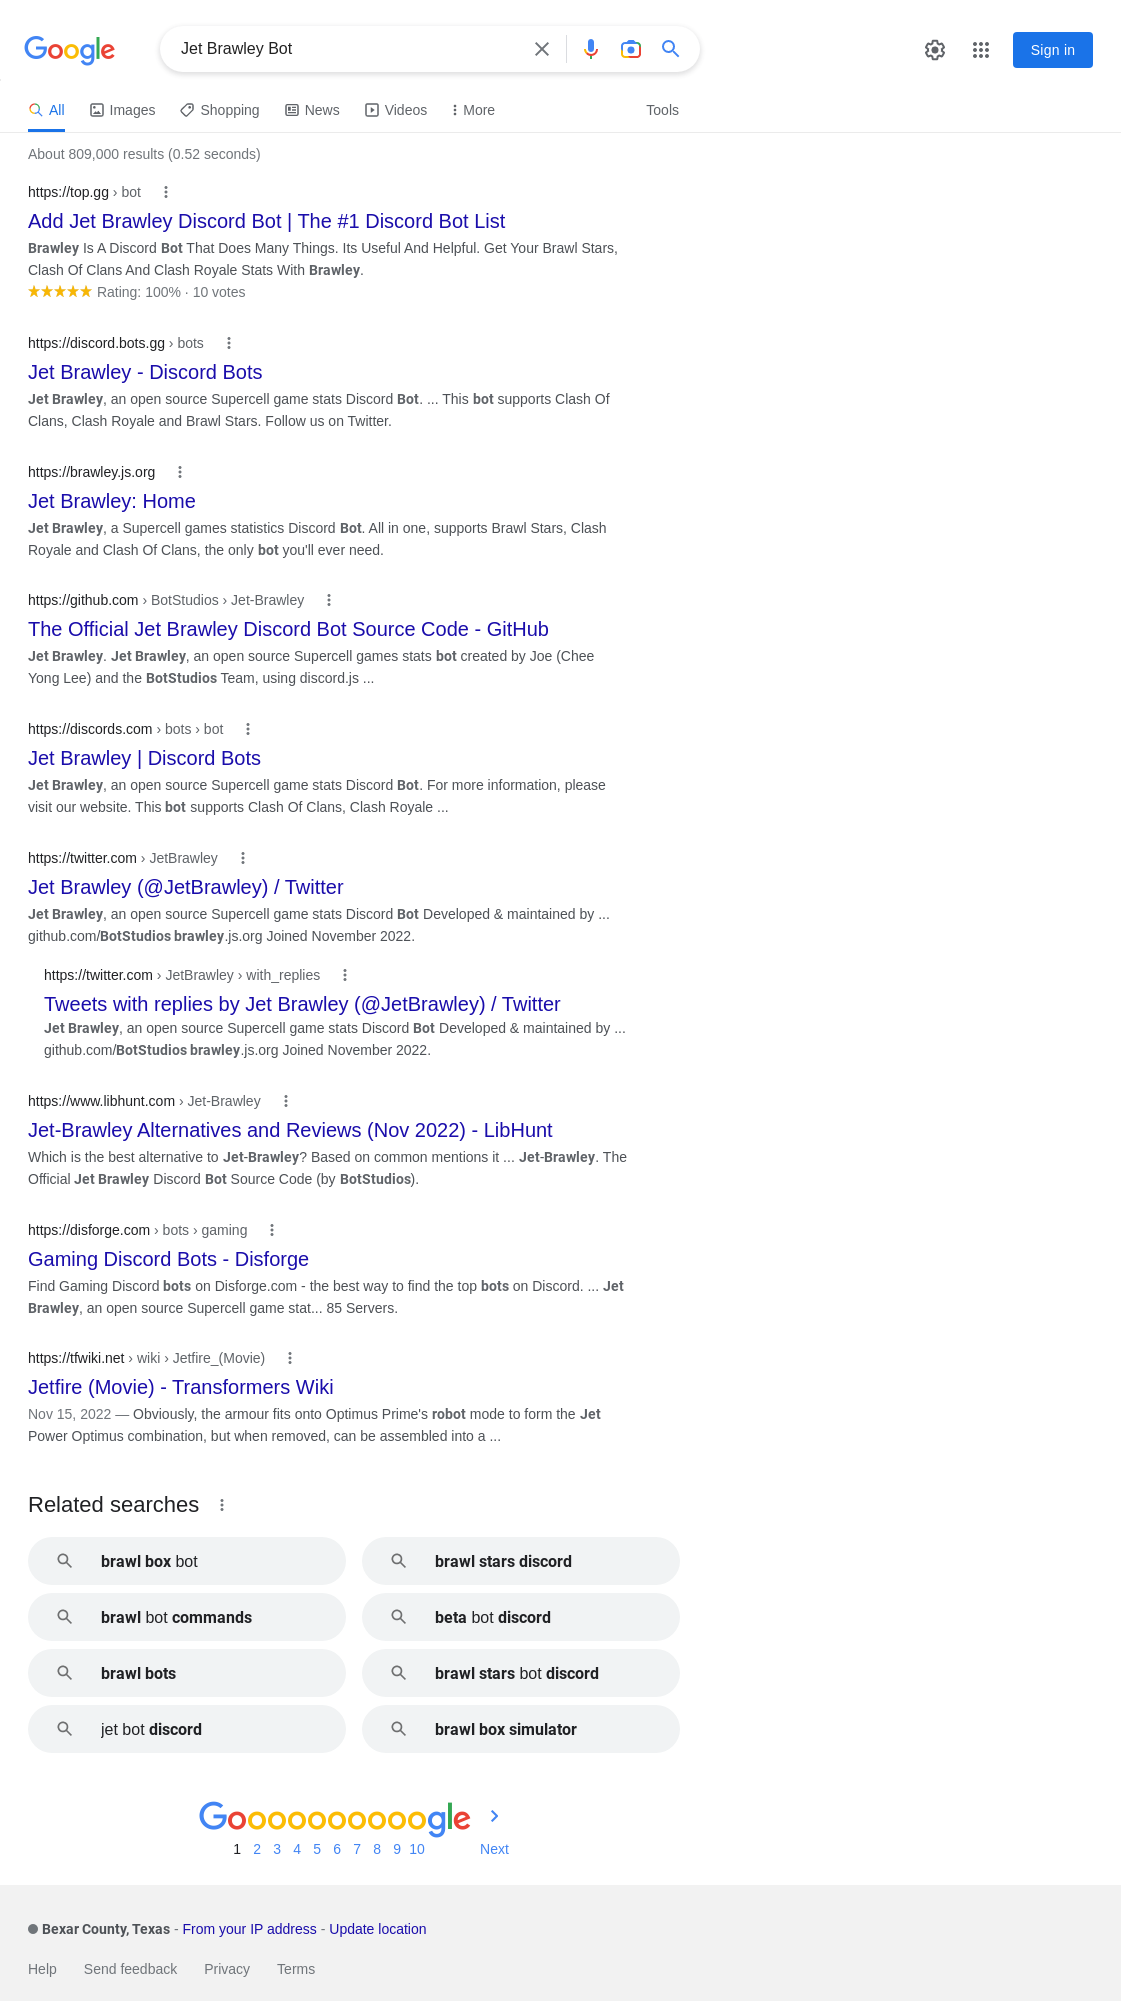 Google
Jet Brawley Bot
Sign in
All Images Shopping News Videos More Tools
About 809,000 results (0.52 seconds)
https://top.gg › bot
Add Jet Brawley Discord Bot | The #1 Discord Bot List
Brawley Is A Discord Bot That Does Many Things. Its Useful And Helpful. Get Your Brawl Stars,
Clash Of Clans And Clash Royale Stats With Brawley.
Rating: 100% · 10 votes
https://discord.bots.gg › bots
Jet Brawley - Discord Bots
Jet Brawley, an open source Supercell game stats Discord Bot. ... This bot supports Clash Of
Clans, Clash Royale and Brawl Stars. Follow us on Twitter.
https://brawley.js.org
Jet Brawley: Home
Jet Brawley, a Supercell games statistics Discord Bot. All in one, supports Brawl Stars, Clash
Royale and Clash Of Clans, the only bot you'll ever need.
https://github.com › BotStudios › Jet-Brawley
The Official Jet Brawley Discord Bot Source Code - GitHub
Jet Brawley. Jet Brawley, an open source Supercell games stats bot created by Joe (Chee
Yong Lee) and the BotStudios Team, using discord.js ...
https://discords.com › bots › bot
Jet Brawley | Discord Bots
Jet Brawley, an open source Supercell game stats Discord Bot. For more information, please
visit our website. This bot supports Clash Of Clans, Clash Royale ...
https://twitter.com › JetBrawley
Jet Brawley (@JetBrawley) / Twitter
Jet Brawley, an open source Supercell game stats Discord Bot Developed & maintained by ...
github.com/BotStudios brawley.js.org Joined November 2022.
https://twitter.com › JetBrawley › with_replies
Tweets with replies by Jet Brawley (@JetBrawley) / Twitter
Jet Brawley, an open source Supercell game stats Discord Bot Developed & maintained by ...
github.com/BotStudios brawley.js.org Joined November 2022.
https://www.libhunt.com › Jet-Brawley
Jet-Brawley Alternatives and Reviews (Nov 2022) - LibHunt
Which is the best alternative to Jet-Brawley? Based on common mentions it ... Jet-Brawley. The
Official Jet Brawley Discord Bot Source Code (by BotStudios).
https://disforge.com › bots › gaming
Gaming Discord Bots - Disforge
Find Gaming Discord bots on Disforge.com - the best way to find the top bots on Discord. ... Jet
Brawley, an open source Supercell game stat... 85 Servers.
https://tfwiki.net › wiki › Jetfire_(Movie)
Jetfire (Movie) - Transformers Wiki
Nov 15, 2022 — Obviously, the armour fits onto Optimus Prime's robot mode to form the Jet
Power Optimus combination, but when removed, can be assembled into a ...
Related searches
brawl box bot
brawl stars discord
brawl bot commands
beta bot discord
brawl bots
brawl stars bot discord
jet bot discord
brawl box simulator
Goooooooooogle
1 2 3 4 5 6 7 8 9 10 Next
Bexar County, Texas - From your IP address - Update location
Help Send feedback Privacy Terms